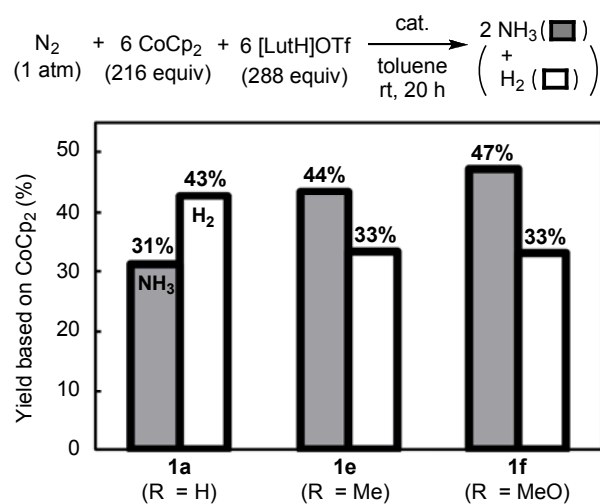 N₂ + 6 CoCp₂ + 6 [LutH]OTf cat. 2 NH₃ ( )
(1 atm) (216 equiv) (288 equiv) toluene ( + )
rt, 20 h H₂ ( )
Yield based on CoCp₂ (%)
50
40
30
20
10
0
31%
NH₃
43%
H₂
44%
33%
47%
33%
1a 1e 1f
(R = H) (R = Me) (R = MeO)